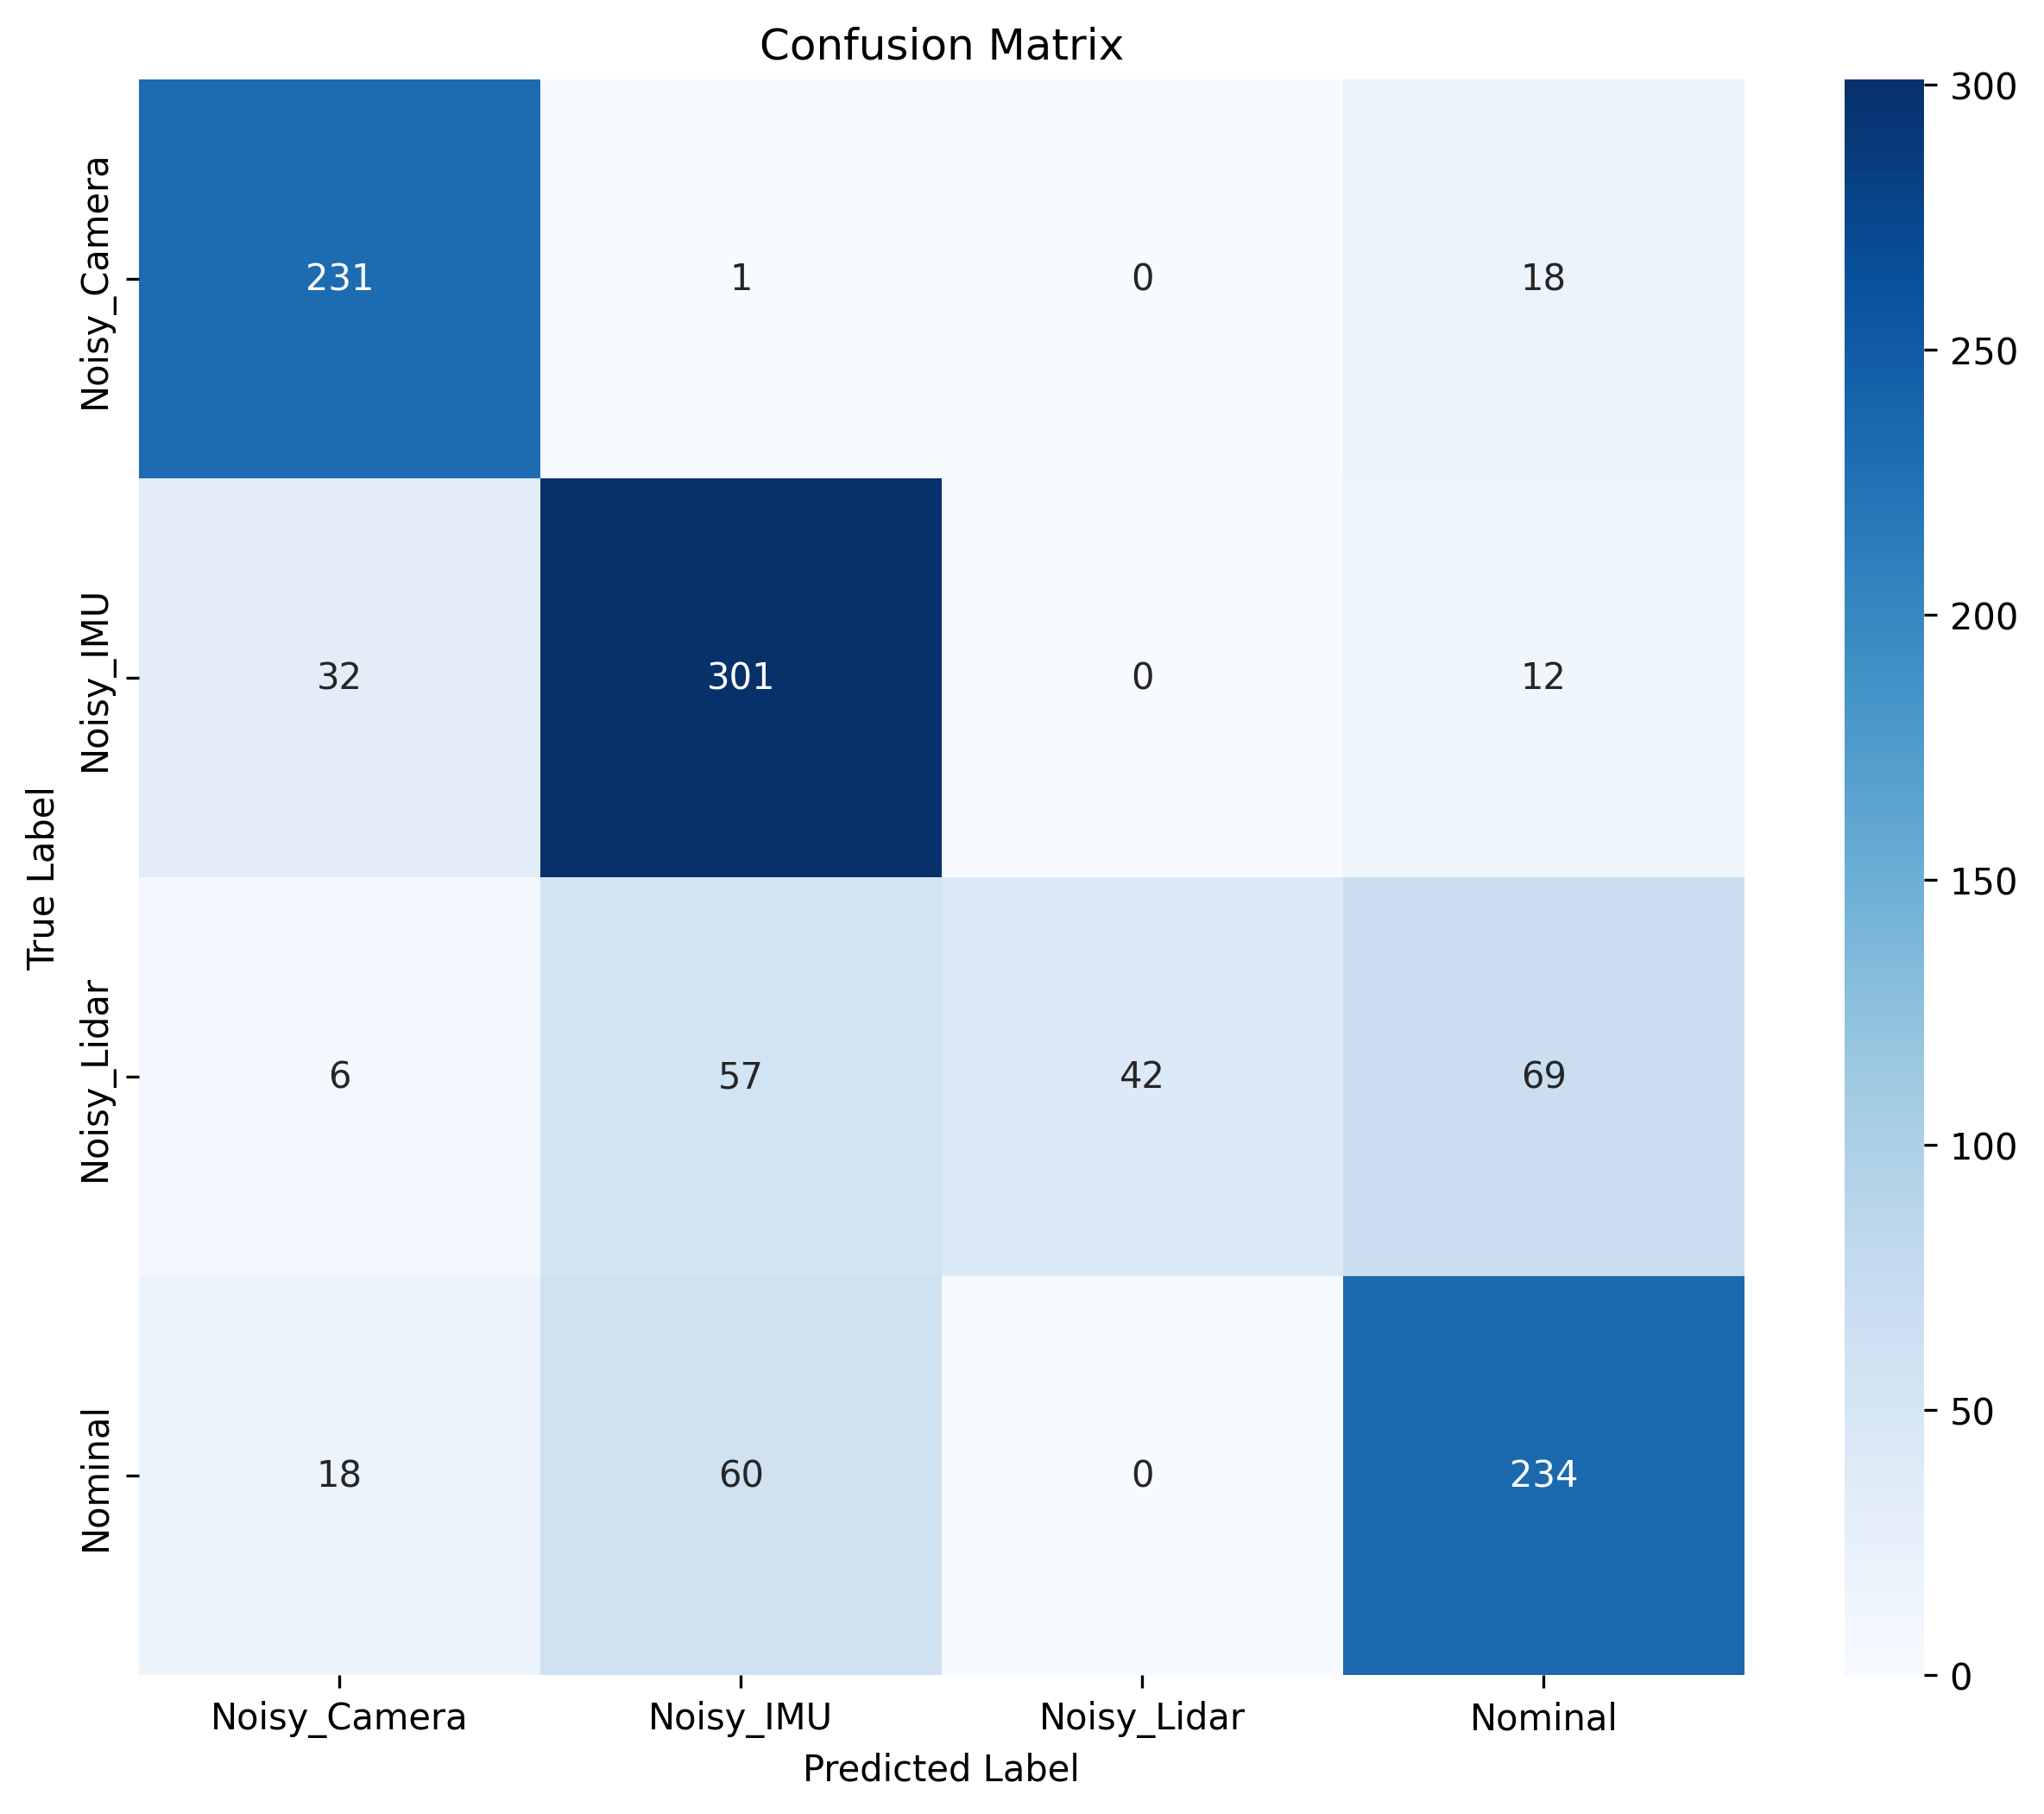 Confusion Matrix
True Label
Noisy_Camera
231 1 0 18
Noisy_IMU
32 301 0 12
Noisy_Lidar
6 57 42 69
Nominal
18 60 0 234
Noisy_Camera Noisy_IMU Noisy_Lidar Nominal
Predicted Label
300
250
200
150
100
50
0